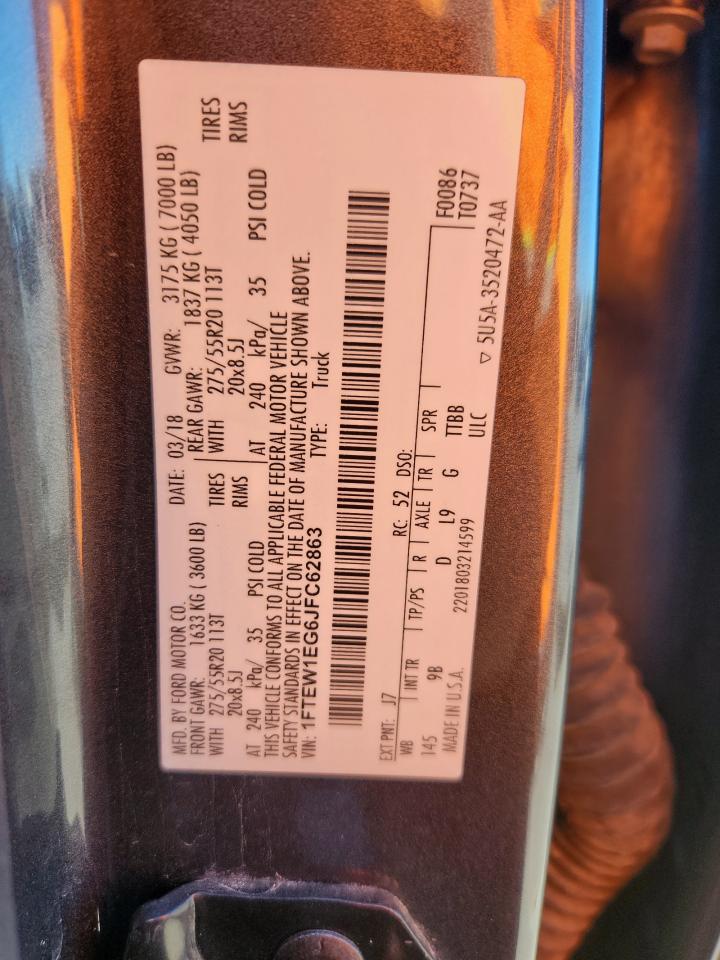 MFD. BY FORD MOTOR CO.
DATE: 03/18 GVWR: 3175 KG ( 7000 LB)
FRONT GAWR: 1633 KG ( 3600 LB) REAR GAWR: 1837 KG ( 4050 LB)
WITH 275/55R20 113T TIRES WITH 275/55R20 113T TIRES
20x8.5J RIMS 20x8.5J RIMS
AT 240 kPa/ 35 PSI COLD AT 240 kPa/ 35 PSI COLD
THIS VEHICLE CONFORMS TO ALL APPLICABLE FEDERAL MOTOR VEHICLE
SAFETY STANDARDS IN EFFECT ON THE DATE OF MANUFACTURE SHOWN ABOVE.
VIN: 1FTEW1EG6JFC62863 TYPE: Truck
EXT PNT: J7 RC: 52 DSO: F0086
WB INT TR TP/PS R AXLE TR SPR T0737
145 9B D L9 G TTBB
ULC
MADE IN U.S.A. 2201803214599 ▽ 5U5A-3520472-AA